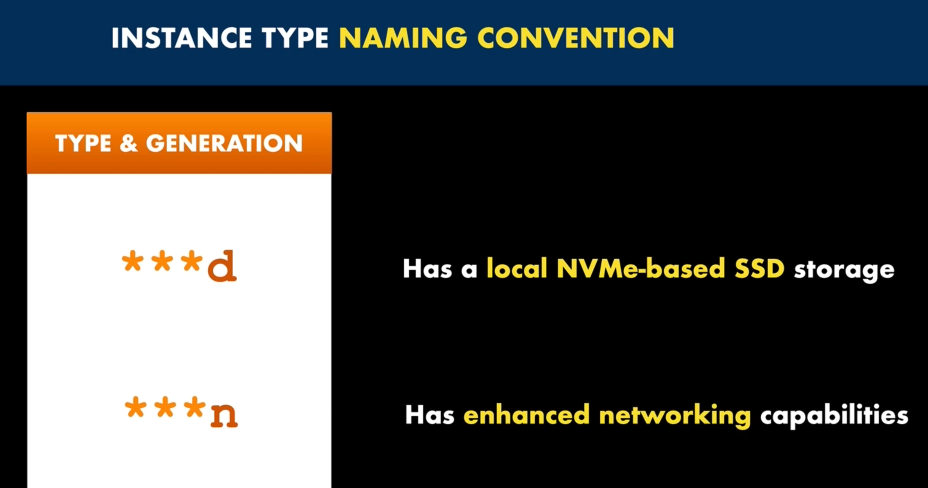 INSTANCE TYPE NAMING CONVENTION
TYPE & GENERATION
***d
Has a local NVMe-based SSD storage
***n
Has enhanced networking capabilities